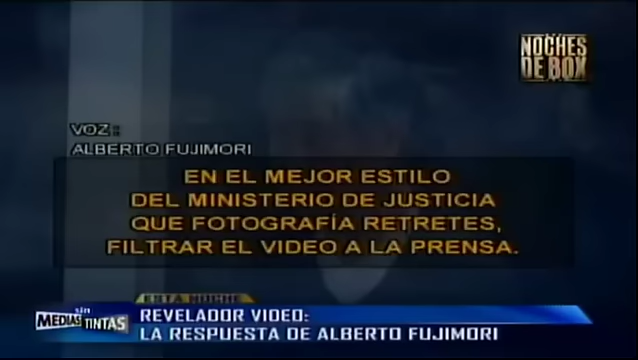 NOCHES
DE BOX
VOZ:
ALBERTO FUJIMORI
EN EL MEJOR ESTILO
DEL MINISTERIO DE JUSTICIA
QUE FOTOGRAFÍA RETRETES,
FILTRAR EL VIDEO A LA PRENSA.
ESTA NOCHE
sin
MEDIAS TINTAS
REVELADOR VIDEO:
LA RESPUESTA DE ALBERTO FUJIMORI